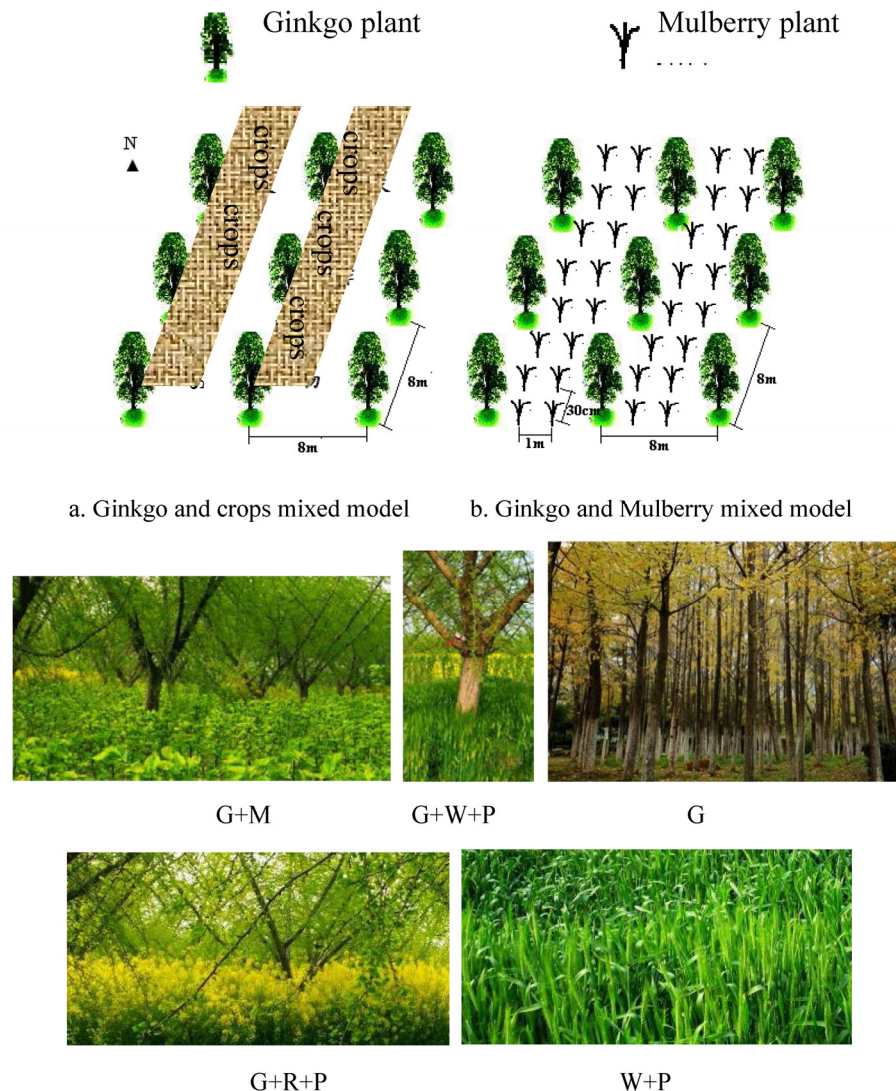 Ginkgo plant
Mulberry plant
N
crops
crops
crops
crops
crops
8m
8m
30cm
1m
8m
8m
a. Ginkgo and crops mixed model
b. Ginkgo and Mulberry mixed model
G+M
G+W+P
G
G+R+P
W+P